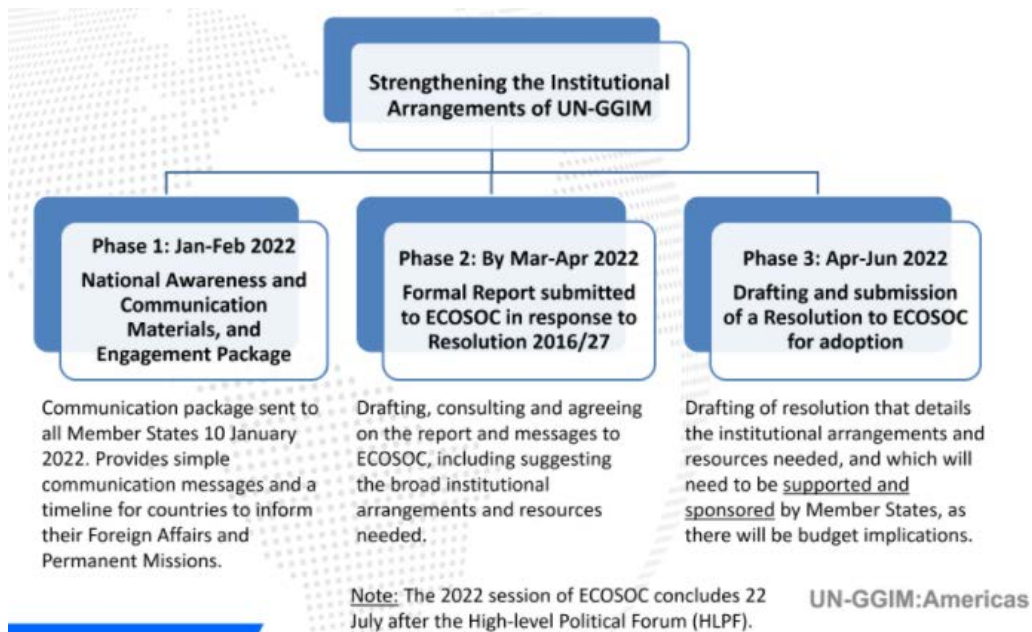 Strengthening the Institutional
Arrangements of UN-GGIM
Phase 1: Jan-Feb 2022
National Awareness and
Communication
Materials, and
Engagement Package
Phase 2: By Mar-Apr 2022
Formal Report submitted
to ECOSOC in response to
Resolution 2016/27
Phase 3: Apr-Jun 2022
Drafting and submission
of a Resolution to ECOSOC
for adoption
Communication package sent to
all Member States 10 January
2022. Provides simple
communication messages and a
timeline for countries to inform
their Foreign Affairs and
Permanent Missions.
Drafting, consulting and agreeing
on the report and messages to
ECOSOC, including suggesting
the broad institutional
arrangements and resources
needed.
Drafting of resolution that details
the institutional arrangements and
resources needed, and which will
need to be supported and
sponsored by Member States, as
there will be budget implications.
Note: The 2022 session of ECOSOC concludes 22
July after the High-level Political Forum (HLPF).
UN-GGIM:Americas